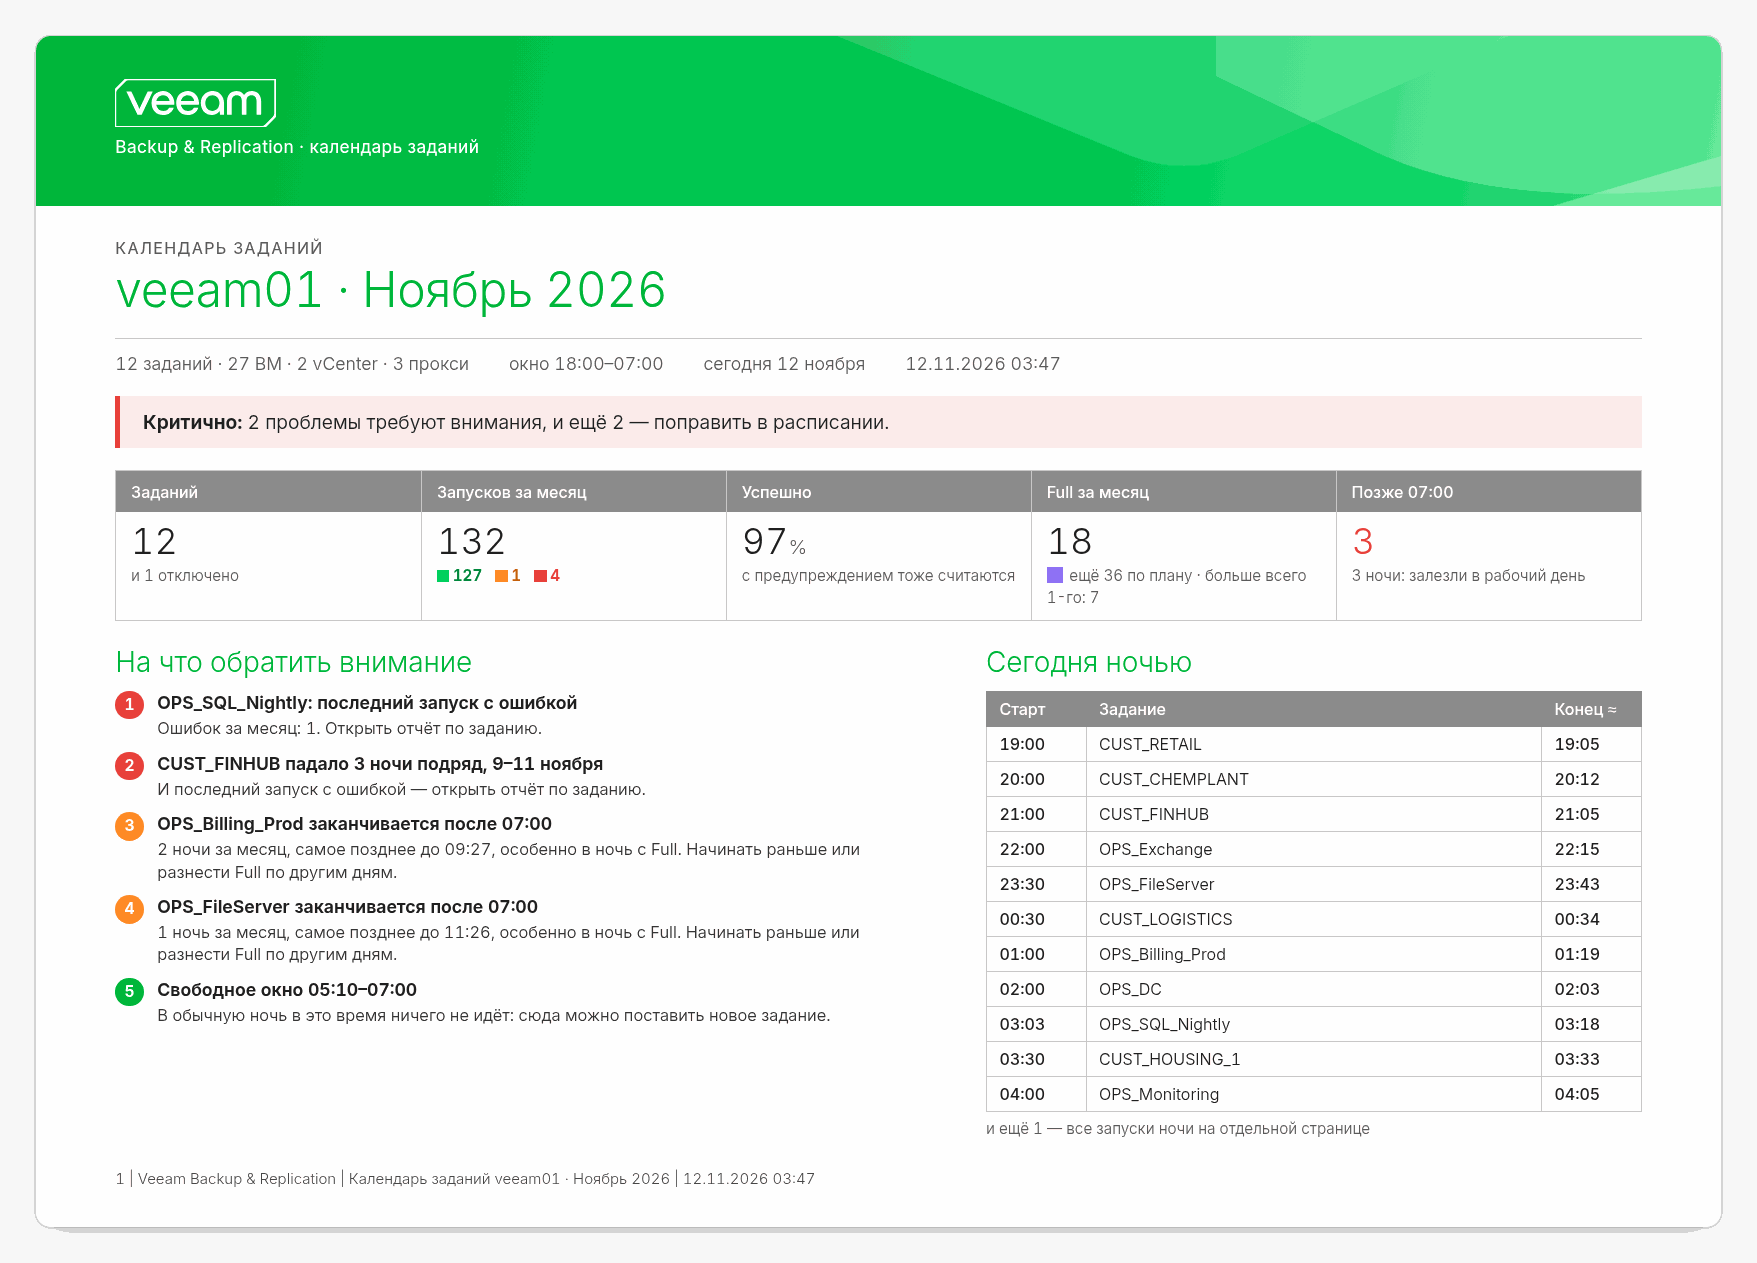 veeam
Backup & Replication · календарь заданий
КАЛЕНДАРЬ ЗАДАНИЙ
veeam01 · Ноябрь 2026
12 заданий · 27 ВМ · 2 vCenter · 3 прокси окно 18:00–07:00 сегодня 12 ноября 12.11.2026 03:47
Критично: 2 проблемы требуют внимания, и ещё 2 — поправить в расписании.
Заданий Запусков за месяц Успешно Full за месяц Позже 07:00
12 132 97% 18 3
и 1 отключено 127 1 4 с предупреждением тоже считаются ещё 36 по плану · больше всего 3 ночи: залезли в рабочий день
1-го: 7
На что обратить внимание
1 OPS_SQL_Nightly: последний запуск с ошибкой
Ошибок за месяц: 1. Открыть отчёт по заданию.
2 CUST_FINHUB падало 3 ночи подряд, 9–11 ноября
И последний запуск с ошибкой — открыть отчёт по заданию.
3 OPS_Billing_Prod заканчивается после 07:00
2 ночи за месяц, самое позднее до 09:27, особенно в ночь с Full. Начинать раньше или
разнести Full по другим дням.
4 OPS_FileServer заканчивается после 07:00
1 ночь за месяц, самое позднее до 11:26, особенно в ночь с Full. Начинать раньше или
разнести Full по другим дням.
5 Свободное окно 05:10–07:00
В обычную ночь в это время ничего не идёт: сюда можно поставить новое задание.
Сегодня ночью
Старт Задание Конец ≈
19:00 CUST_RETAIL 19:05
20:00 CUST_CHEMPLANT 20:12
21:00 CUST_FINHUB 21:05
22:00 OPS_Exchange 22:15
23:30 OPS_FileServer 23:43
00:30 CUST_LOGISTICS 00:34
01:00 OPS_Billing_Prod 01:19
02:00 OPS_DC 02:03
03:03 OPS_SQL_Nightly 03:18
03:30 CUST_HOUSING_1 03:33
04:00 OPS_Monitoring 04:05
и ещё 1 — все запуски ночи на отдельной странице
1 | Veeam Backup & Replication | Календарь заданий veeam01 · Ноябрь 2026 | 12.11.2026 03:47